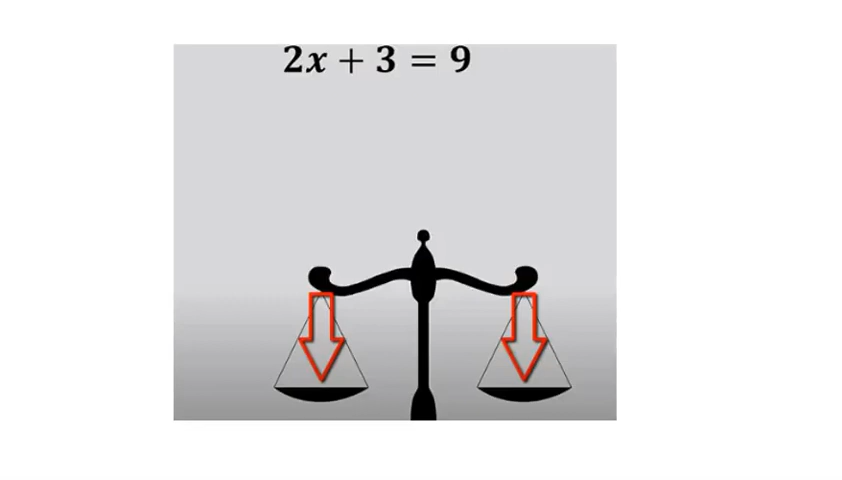 2x + 3 = 9